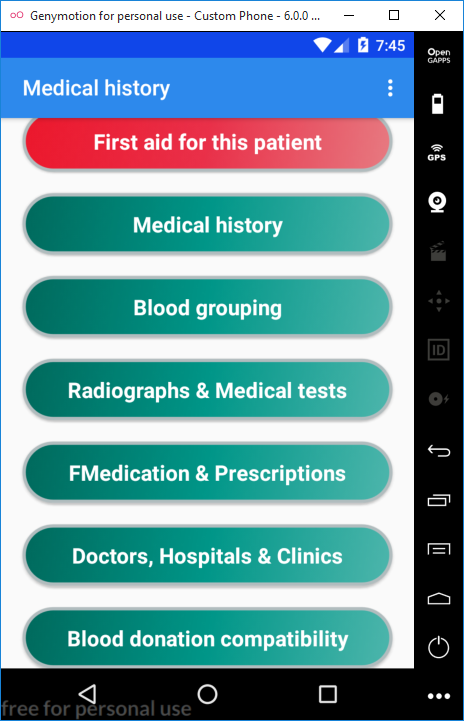 Genymotion for personal use - Custom Phone - 6.0.0 ...
7:45
Open
GAPPS
Medical history
First aid for this patient
GPS
Medical history
Blood grouping
ID
Radiographs & Medical tests
FMedication & Prescriptions
Doctors, Hospitals & Clinics
Blood donation compatibility
free for personal use